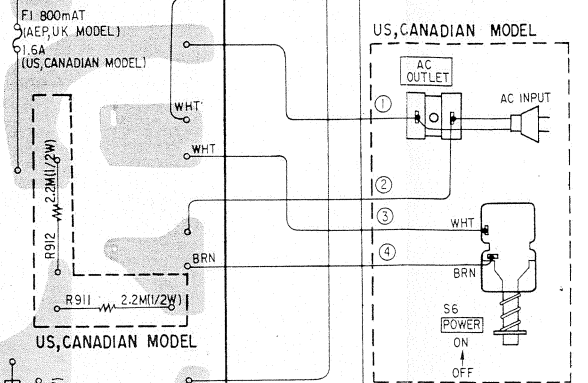 F1 800mAT
(AEP,UK MODEL)
1.6A
(US,CANADIAN MODEL)
WHT
WHT
BRN
2.2M(1/2W)
R912
R911 2.2M(1/2W)
US,CANADIAN MODEL
US,CANADIAN MODEL
AC
OUTLET
AC INPUT
1
2
3
4
WHT
BRN
S6
POWER
ON
OFF